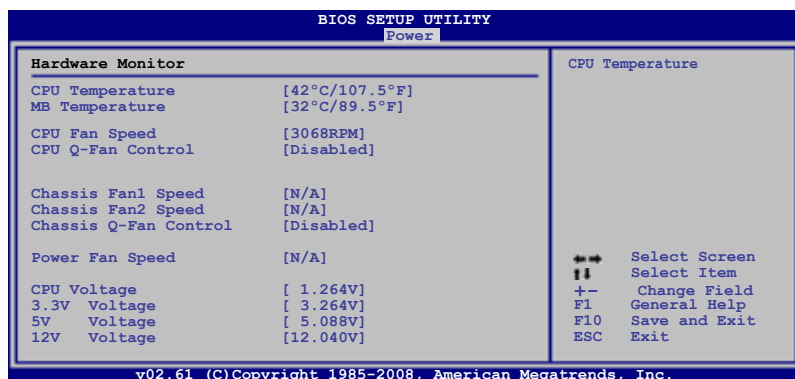 BIOS SETUP UTILITY
Power
Hardware Monitor
CPU Temperature [42°C/107.5°F]
MB Temperature [32°C/89.5°F]
CPU Fan Speed [3068RPM]
CPU Q-Fan Control [Disabled]
Chassis Fan1 Speed [N/A]
Chassis Fan2 Speed [N/A]
Chassis Q-Fan Control [Disabled]
Power Fan Speed [N/A]
CPU Voltage [ 1.264V]
3.3V Voltage [ 3.264V]
5V Voltage [ 5.088V]
12V Voltage [12.040V]
CPU Temperature
←→ Select Screen
↑↓ Select Item
+- Change Field
F1 General Help
F10 Save and Exit
ESC Exit
v02.61 (C)Copyright 1985-2008, American Megatrends, Inc.